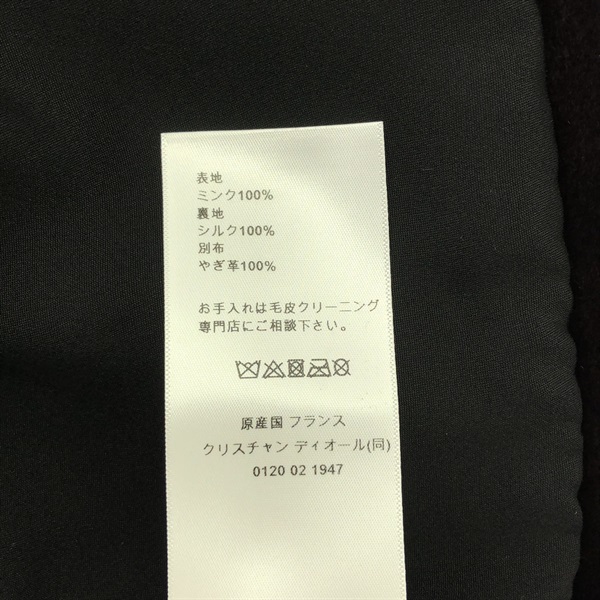 表地
ミンク100%
裏地
シルク100%
別布
やぎ革100%
お手入れは毛皮クリーニング
専門店にご相談下さい。
原産国 フランス
クリスチャン ディオール(同)
0120 02 1947